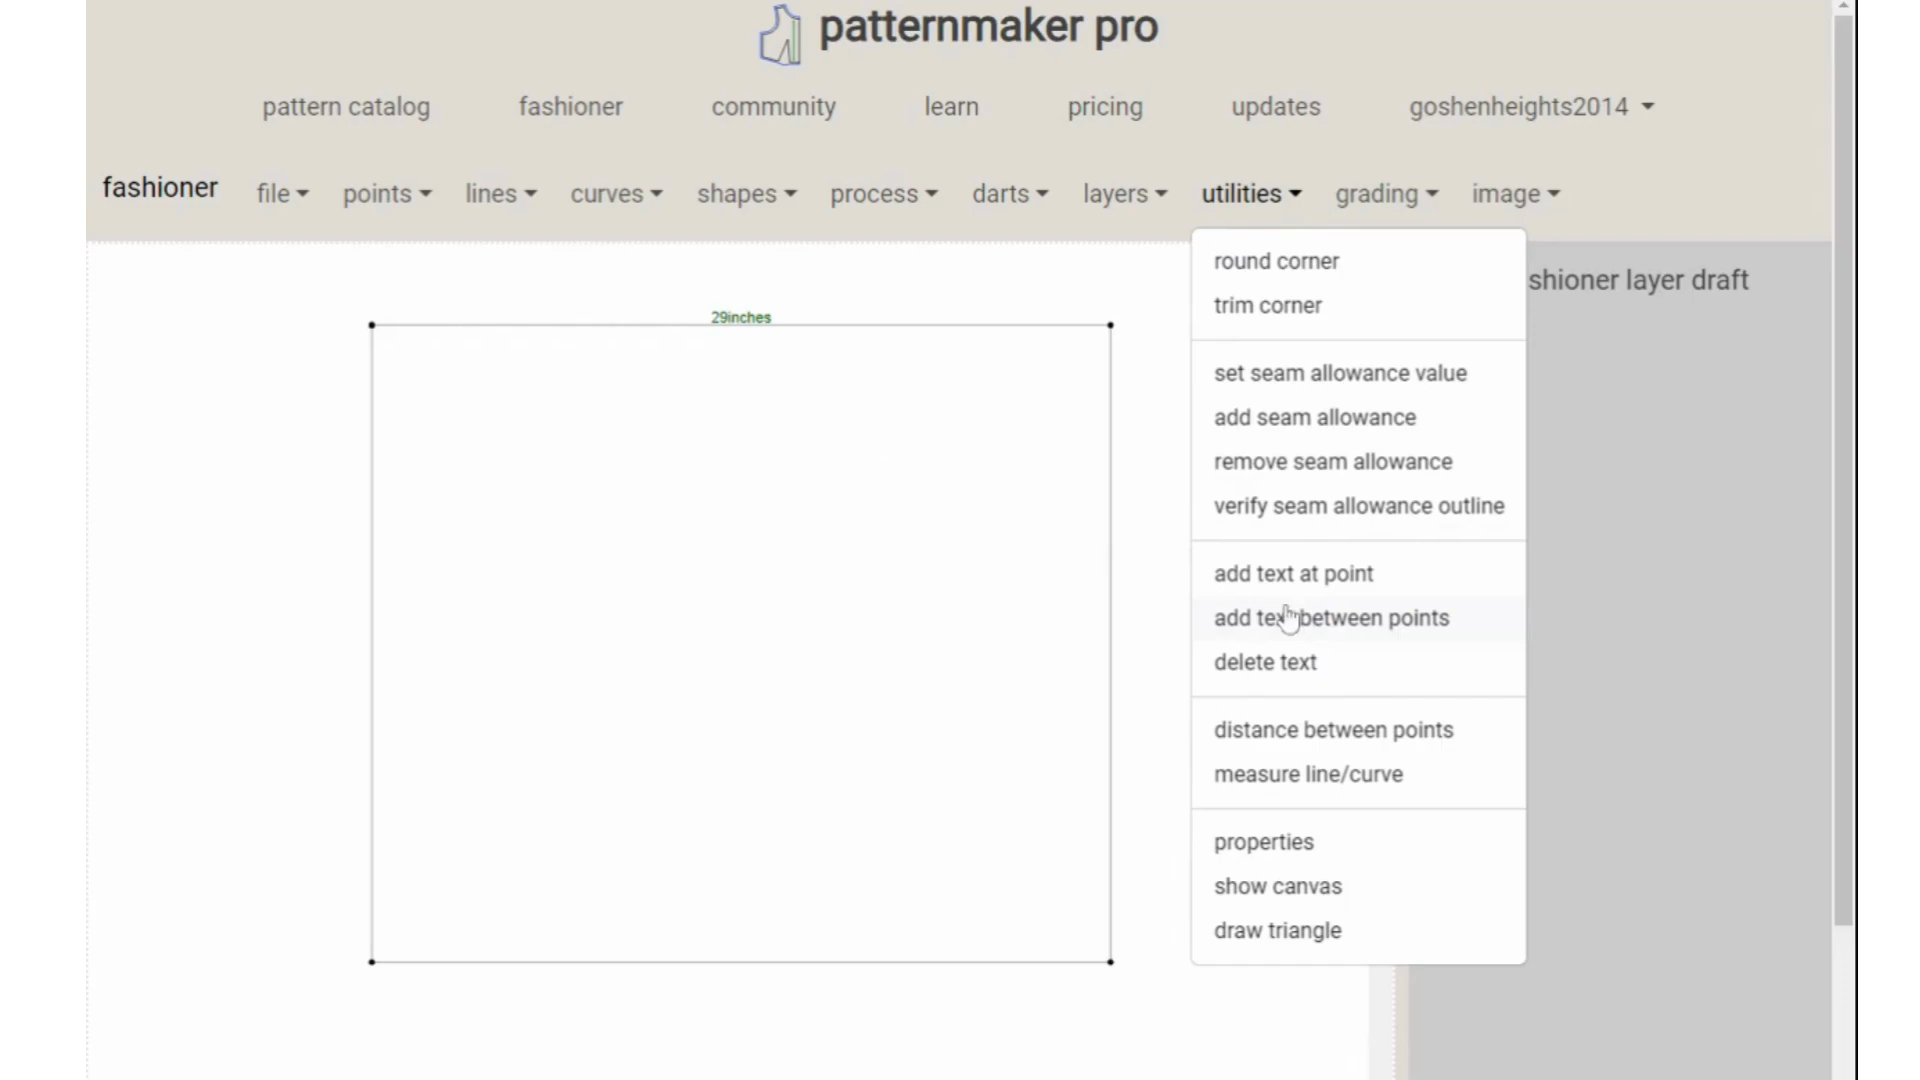 patternmaker pro
pattern catalog fashioner community learn pricing updates goshenheights2014
fashioner file points lines curves shapes process darts layers utilities grading image
round corner
shioner layer draft
trim corner
29inches
set seam allowance value
add seam allowance
remove seam allowance
verify seam allowance outline
add text at point
add text between points
delete text
distance between points
measure line/curve
properties
show canvas
draw triangle